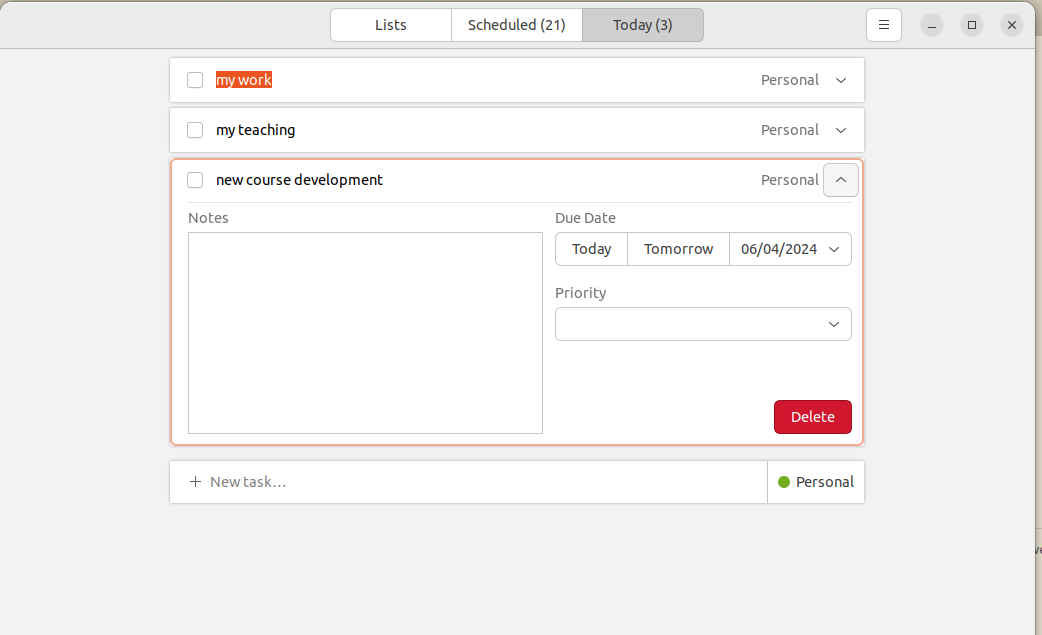 Lists Scheduled (21) Today (3)
my work Personal
my teaching Personal
new course development Personal
Notes Due Date
Today Tomorrow 06/04/2024
Priority
Delete
New task… Personal